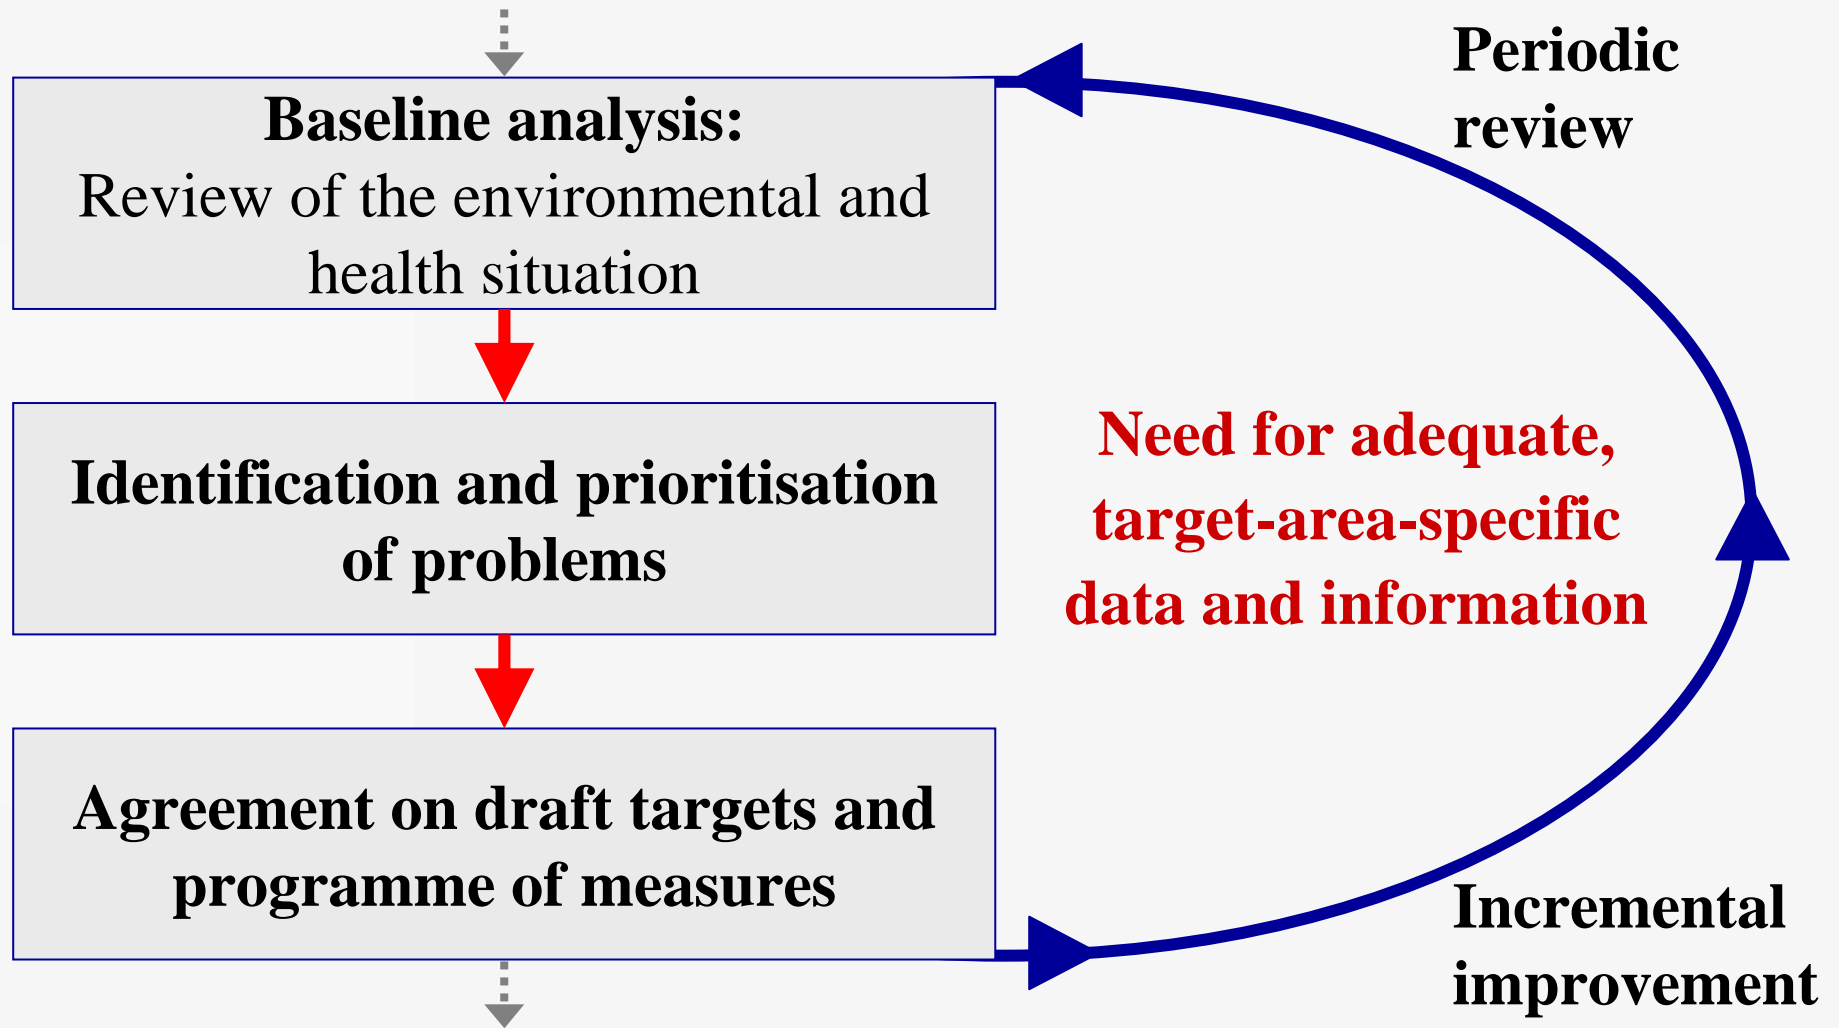 Baseline analysis:
Review of the environmental and
health situation
Identification and prioritisation
of problems
Agreement on draft targets and
programme of measures
Periodic
review
Need for adequate,
target-area-specific
data and information
Incremental
improvement